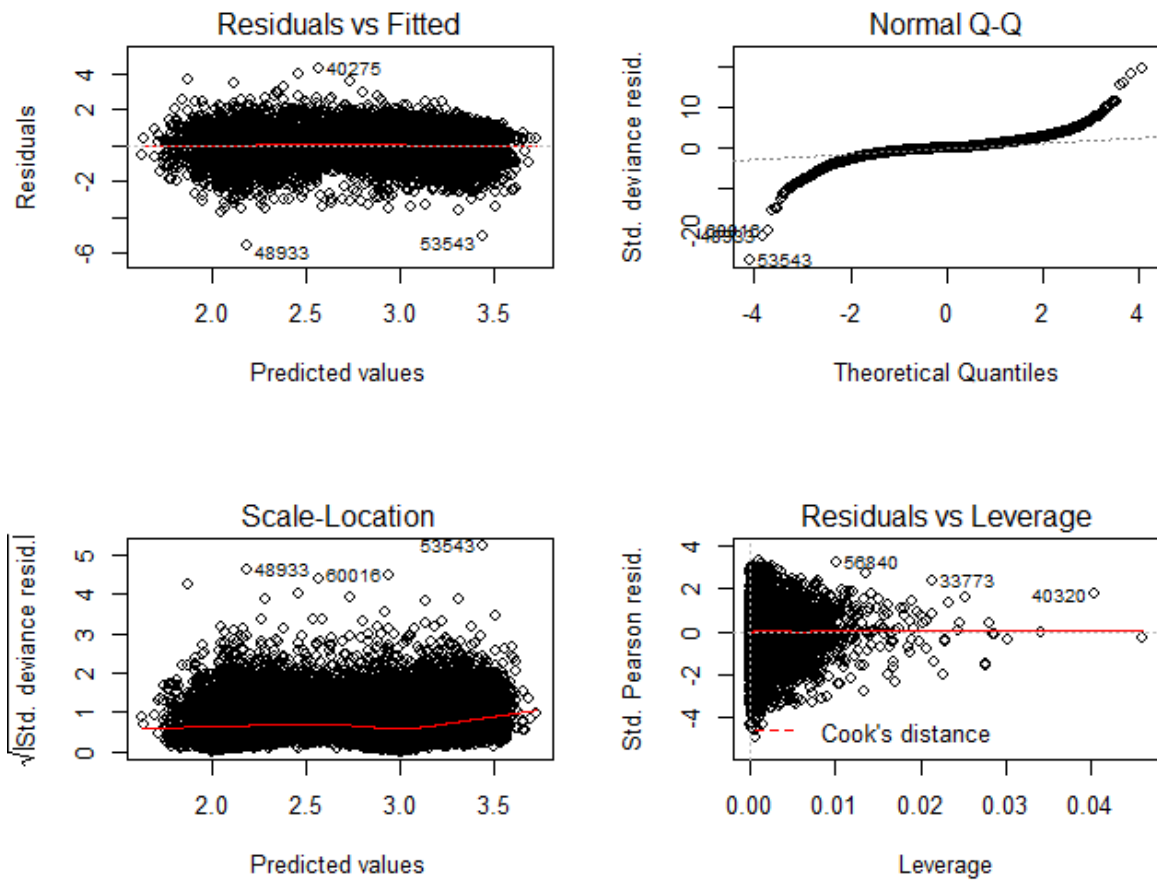 Residuals vs Fitted
Residuals
4
2
-2
-6
40275
48933
53543
2.0 2.5 3.0 3.5
Predicted values
Normal Q-Q
Std. deviance resid.
10
0
-20
48933
53543
-4 -2 0 2 4
Theoretical Quantiles
Scale-Location
√|Std. deviance resid.|
5
4
3
2
1
0
53543
48933
60016
2.0 2.5 3.0 3.5
Predicted values
Residuals vs Leverage
Std. Pearson resid.
4
2
0
-2
-4
56840
33773
40320
Cook's distance
0.00 0.01 0.02 0.03 0.04
Leverage